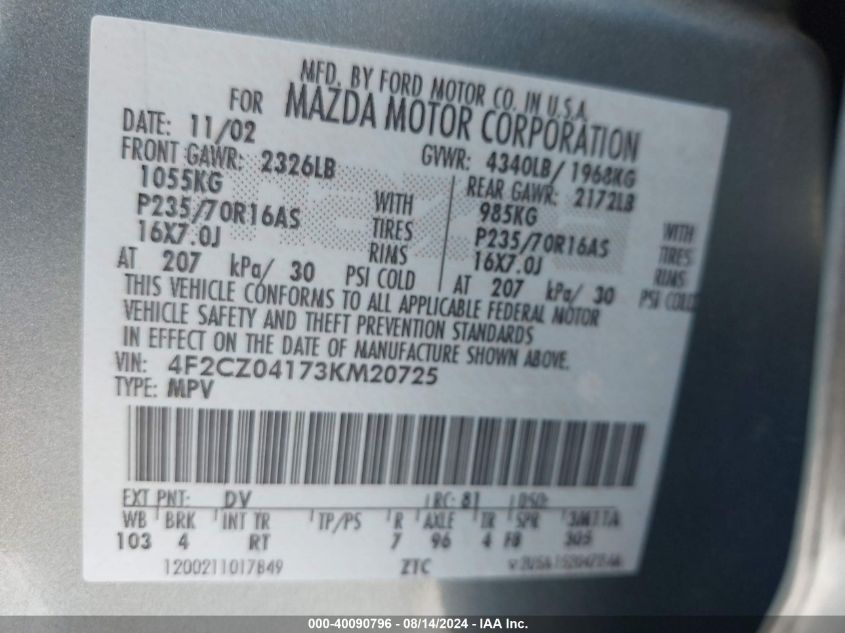 MFD. BY FORD MOTOR CO. IN U.S.A.
FOR MAZDA MOTOR CORPORATION
DATE: 11/02 GVWR: 4340LB/ 1968KG
FRONT GAWR: 2326LB REAR GAWR: 2172LB
1055KG WITH 985KG WITH
P235/70R16AS TIRES P235/70R16AS TIRES
16X7.0J RIMS 16X7.0J RIMS
AT 207 kPa/ 30 PSI COLD AT 207 kPa/ 30 PSI COLD
THIS VEHICLE CONFORMS TO ALL APPLICABLE FEDERAL MOTOR
VEHICLE SAFETY AND THEFT PREVENTION STANDARDS
IN EFFECT ON THE DATE OF MANUFACTURE SHOWN ABOVE.
VIN: 4F2CZ04173KM20725
TYPE: MPV
EXT PNT: DV RC: 81 DSO:
WB BRK INT TR TP/PS R AXLE TR SPR
103 4 RT 7 96 4 FB 305
1200211017849 ZTC
000-40090796 - 08/14/2024 - IAA Inc.